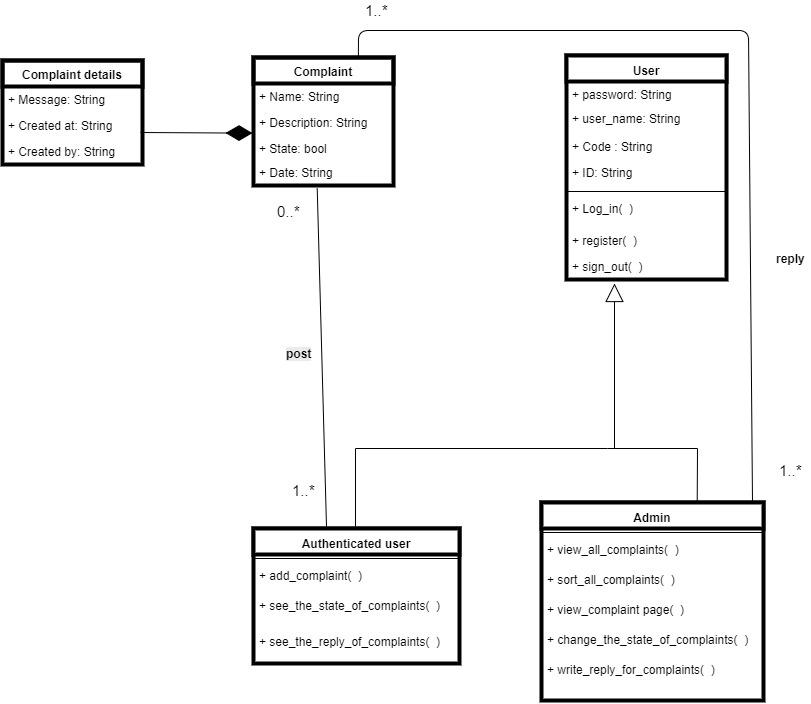 1..*
Complaint details
+ Message: String
+ Created at: String
+ Created by: String
Complaint
+ Name: String
+ Description: String
+ State: bool
+ Date: String
User
+ password: String
+ user_name: String
+ Code : String
+ ID: String
+ Log_in(  )
+ register(  )
+ sign_out(  )
0..*
reply
post
1..*
1..*
Authenticated user
+ add_complaint(  )
+ see_the_state_of_complaints(  )
+ see_the_reply_of_complaints(  )
Admin
+ view_all_complaints(  )
+ sort_all_complaints(  )
+ view_complaint page(  )
+ change_the_state_of_complaints(  )
+ write_reply_for_complaints(  )